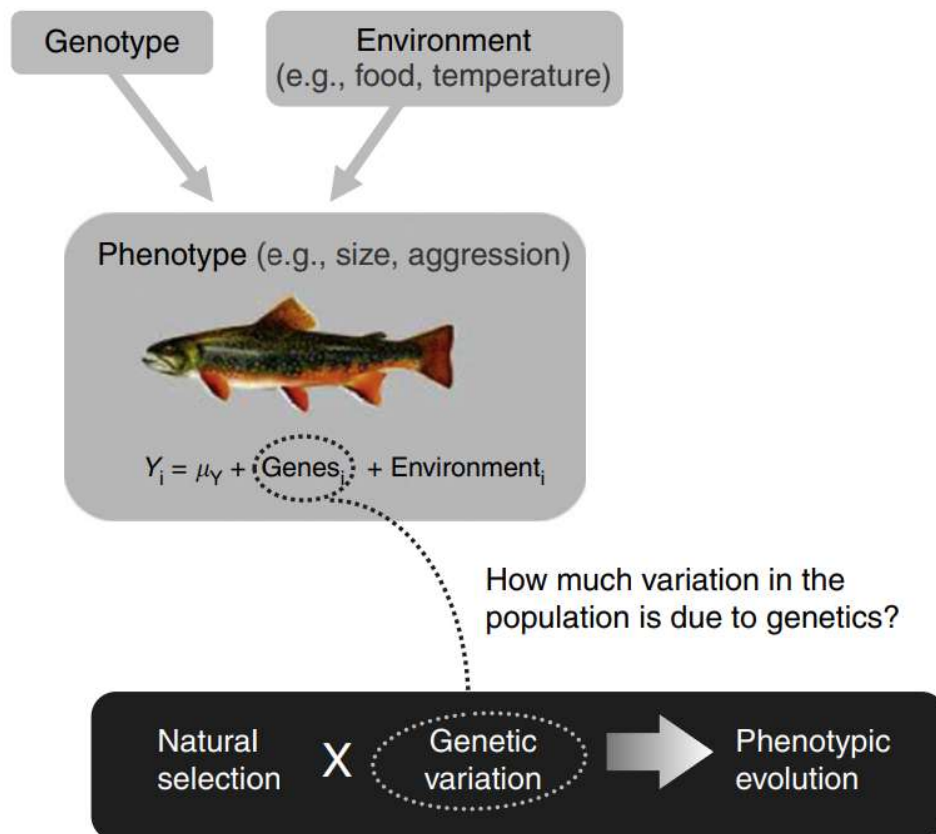 Genotype
Environment
(e.g., food, temperature)
Phenotype (e.g., size, aggression)
Yi = μY + Genesi + Environmenti
How much variation in the
population is due to genetics?
Natural
selection
X
Genetic
variation
Phenotypic
evolution